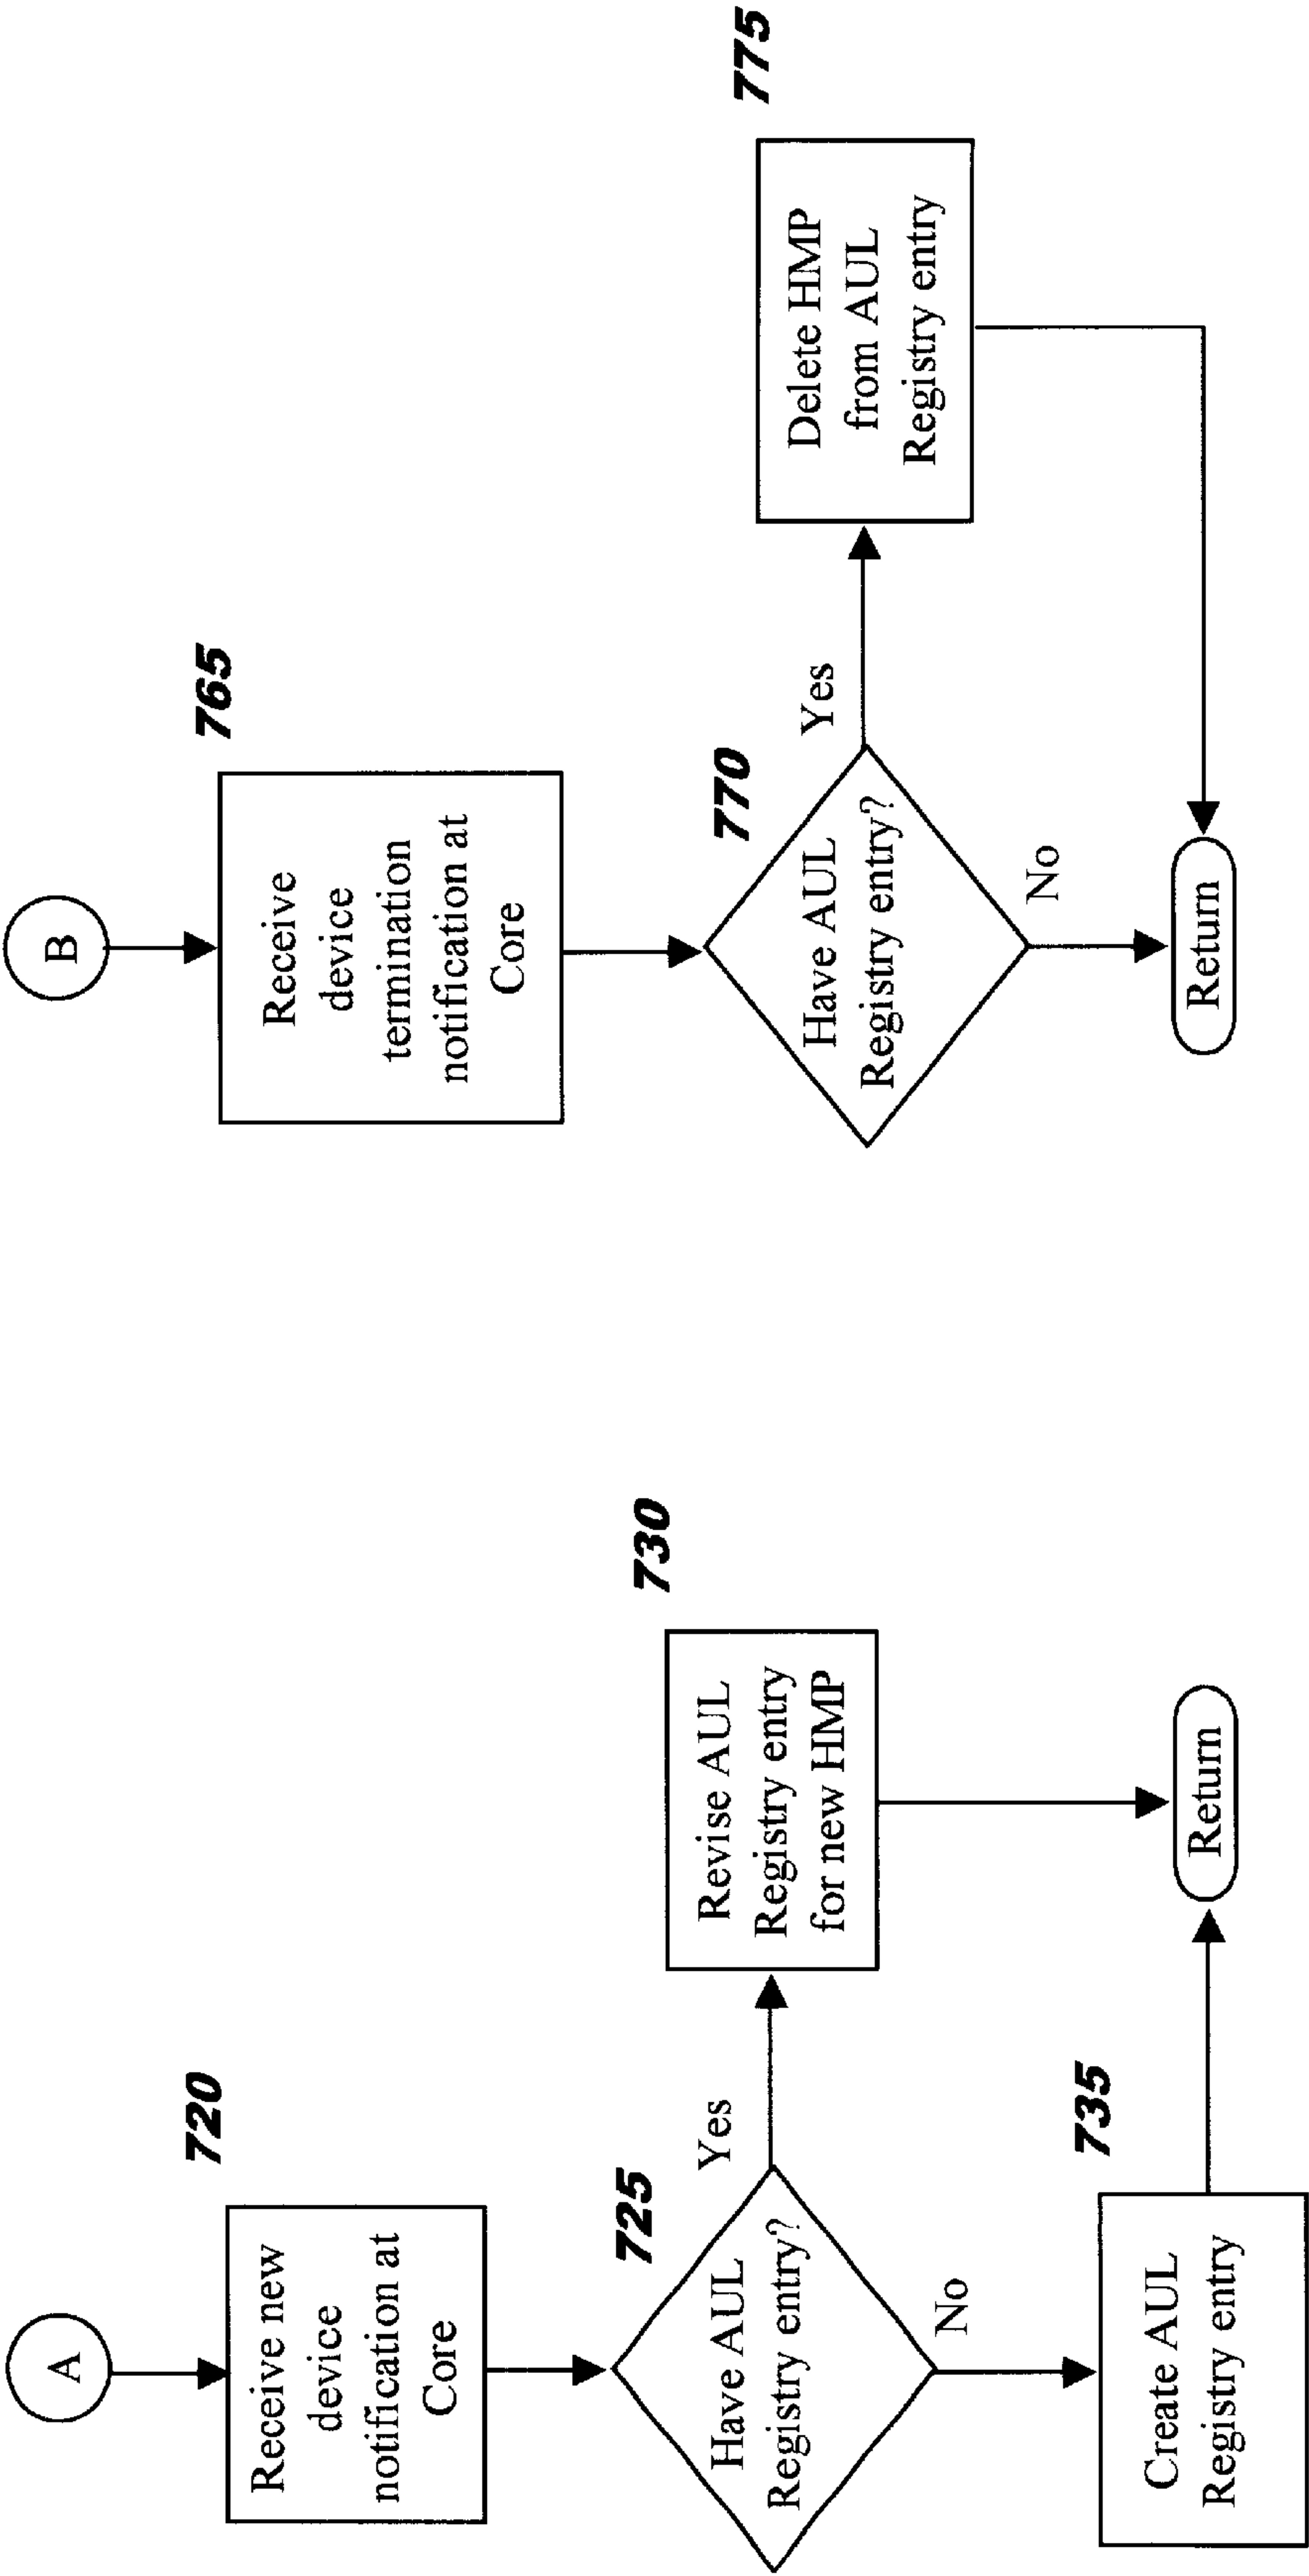 A
720
Receive new
device
notification at
Core
725
Have AUL
Registry entry?
Yes
730
Revise AUL
Registry entry
for new HMP
No
735
Create AUL
Registry entry
Return
B
765
Receive
device
termination
notification at
Core
770
Have AUL
Registry entry?
Yes
775
Delete HMP
from AUL
Registry entry
No
Return